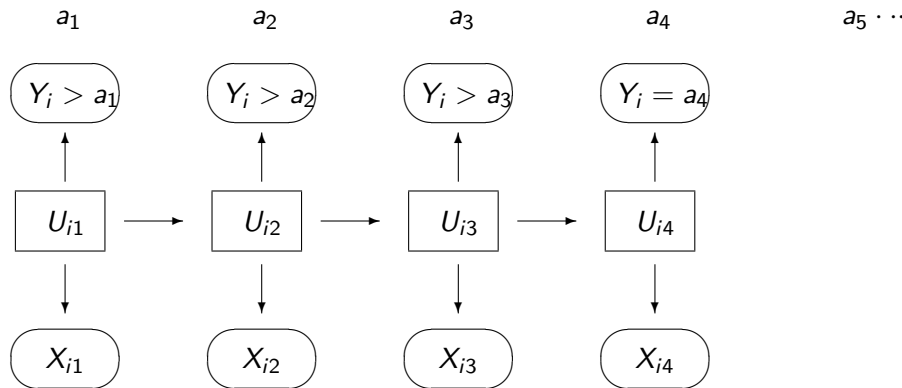 a₁ a₂ a₃ a₄ a₅ ···
Yᵢ > a₁ Yᵢ > a₂ Yᵢ > a₃ Yᵢ = a₄
Uᵢ₁ Uᵢ₂ Uᵢ₃ Uᵢ₄
Xᵢ₁ Xᵢ₂ Xᵢ₃ Xᵢ₄